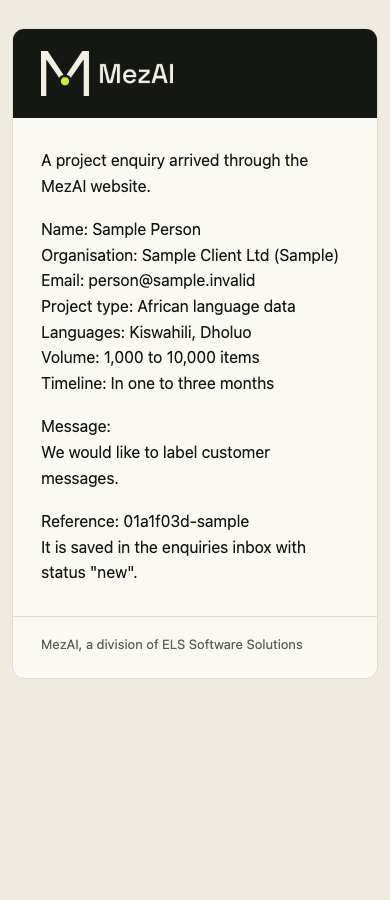 MezAI
A project enquiry arrived through the
MezAI website.
Name: Sample Person
Organisation: Sample Client Ltd (Sample)
Email: person@sample.invalid
Project type: African language data
Languages: Kiswahili, Dholuo
Volume: 1,000 to 10,000 items
Timeline: In one to three months
Message:
We would like to label customer
messages.
Reference: 01a1f03d-sample
It is saved in the enquiries inbox with
status "new".
MezAI, a division of ELS Software Solutions